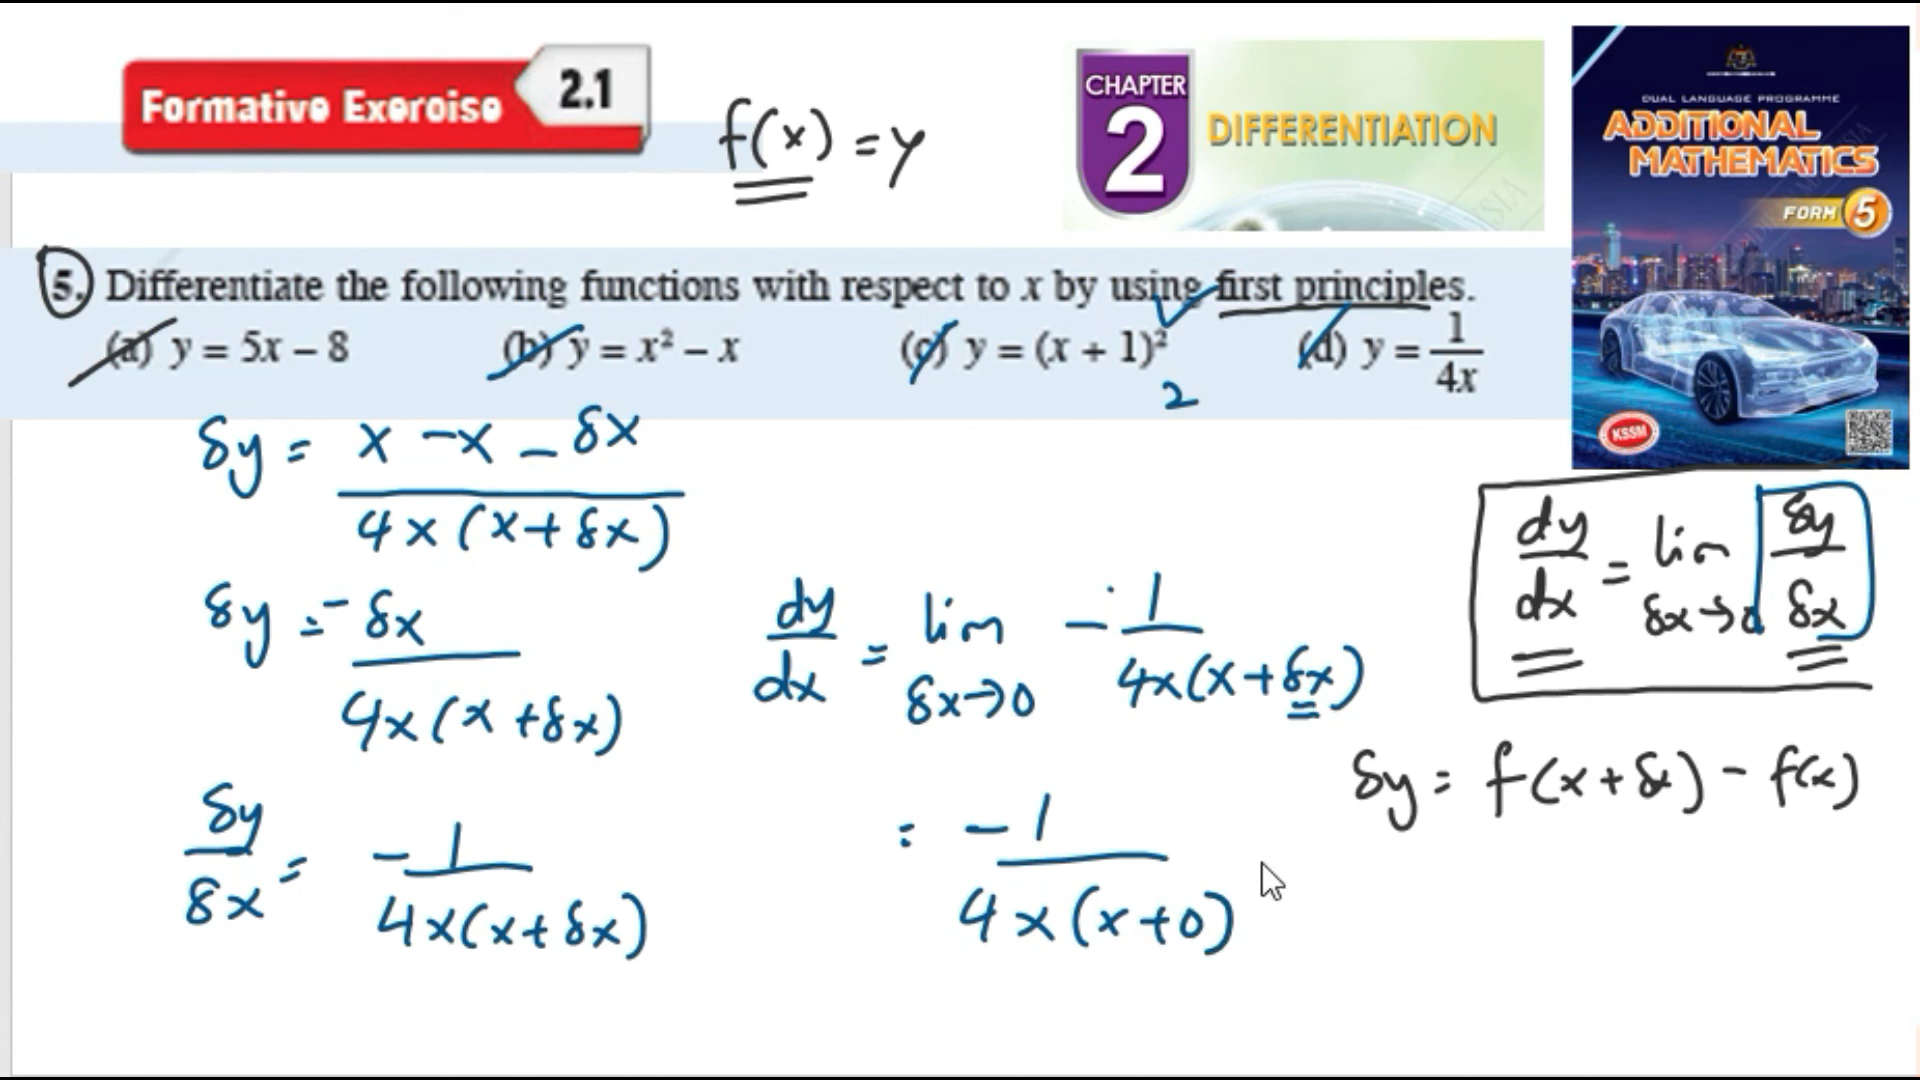 Formative Exercise 2.1
f(x) = y
CHAPTER 2 DIFFERENTIATION
DUAL LANGUAGE PROGRAMME
ADDITIONAL
MATHEMATICS
FORM 5
KSSM
5. Differentiate the following functions with respect to x by using first principles.
(a) y = 5x – 8 (b) y = x² – x (c) y = (x + 1)² (d) y = 1/4x
2
δy = (x - x - δx)/(4x(x + δx))
δy = -δx/(4x(x + δx))
δy/δx = -1/(4x(x + δx))
dy/dx = lim δx→0 -1/(4x(x + δx))
= -1/(4x(x + 0))
dy/dx = lim δx→0 δy/δx
δy = f(x + δx) - f(x)